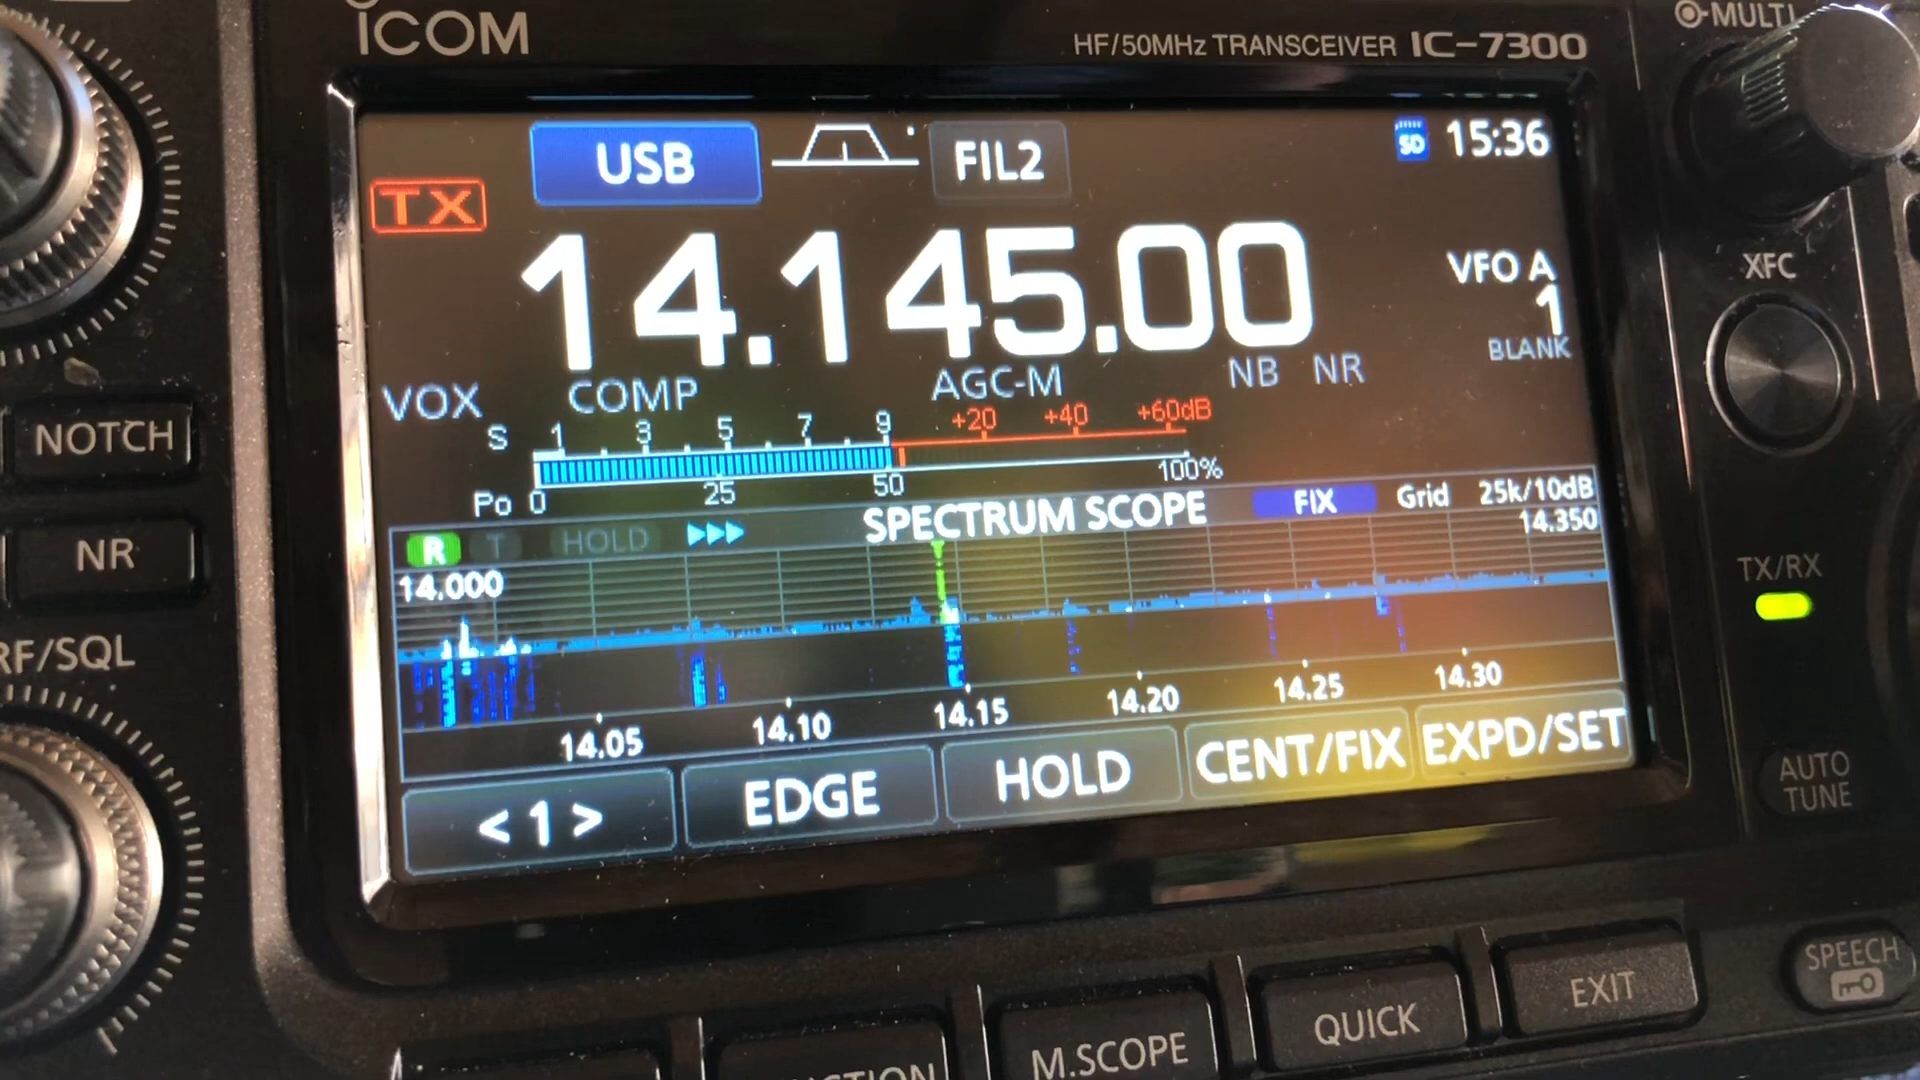 ICOM
HF/50MHz TRANSCEIVER IC-7300
MULTI
USB
FIL2
SD
15:36
TX
14.145.00
VFO A
1
BLANK
XFC
VOX
COMP
AGC-M
NB
NR
S 1 3 5 7 9 +20 +40 +60dB
Po 0 25 50 100%
NOTCH
NR
RF/SQL
R T HOLD
SPECTRUM SCOPE
FIX
Grid
25k/10dB
14.000
14.350
TX/RX
14.05 14.10 14.15 14.20 14.25 14.30
< 1 >
EDGE
HOLD
CENT/FIX
EXPD/SET
AUTO
TUNE
M.SCOPE
QUICK
EXIT
SPEECH